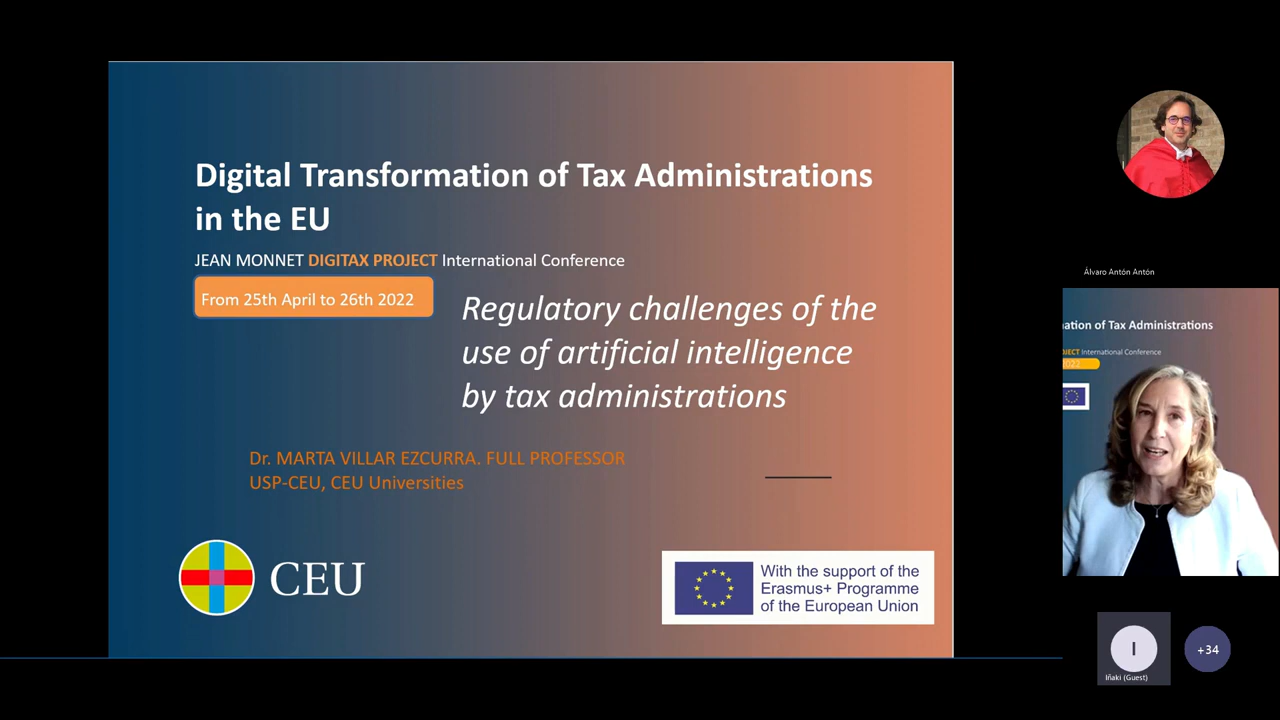 Digital Transformation of Tax Administrations
in the EU
JEAN MONNET DIGITAX PROJECT International Conference
From 25th April to 26th 2022
Regulatory challenges of the
use of artificial intelligence
by tax administrations
Dr. MARTA VILLAR EZCURRA. FULL PROFESSOR
USP-CEU, CEU Universities
CEU
With the support of the
Erasmus+ Programme
of the European Union
Álvaro Antón Antón
ation of Tax Administrations
JECT International Conference
2022
I
Iñaki (Guest)
+34